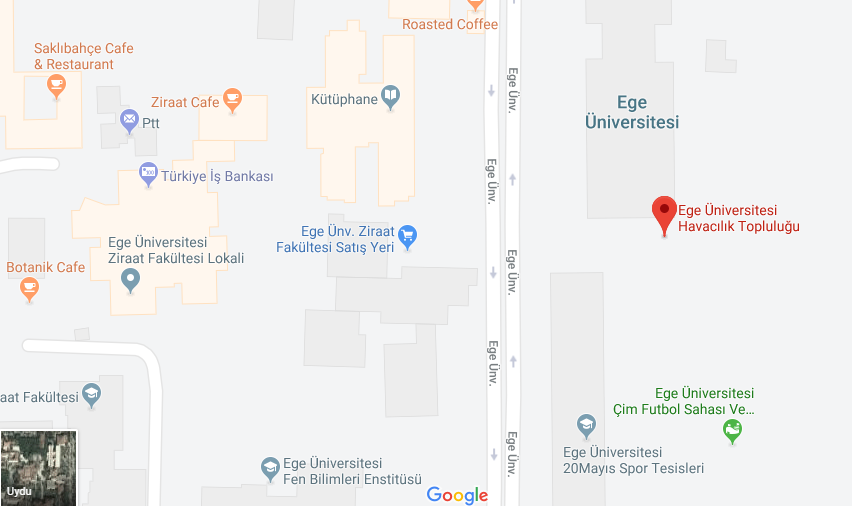 Roasted Coffee
Saklıbahçe Cafe
& Restaurant
Ziraat Cafe
Kütüphane
Ege Ünv.
Ege
Üniversitesi
Ptt
Türkiye İş Bankası
Ege Ünv.
Ege Üniversitesi
Havacılık Topluluğu
Ege Ünv. Ziraat
Fakültesi Satış Yeri
Ege Üniversitesi
Ziraat Fakültesi Lokali
Botanik Cafe
Ege Ünv.
Ege Ünv.
aat Fakültesi
Ege Üniversitesi
Çim Futbol Sahası Ve...
Ege Ünv.
Ege Üniversitesi
20Mayıs Spor Tesisleri
Ege Üniversitesi
Fen Bilimleri Enstitüsü
Uydu
Google